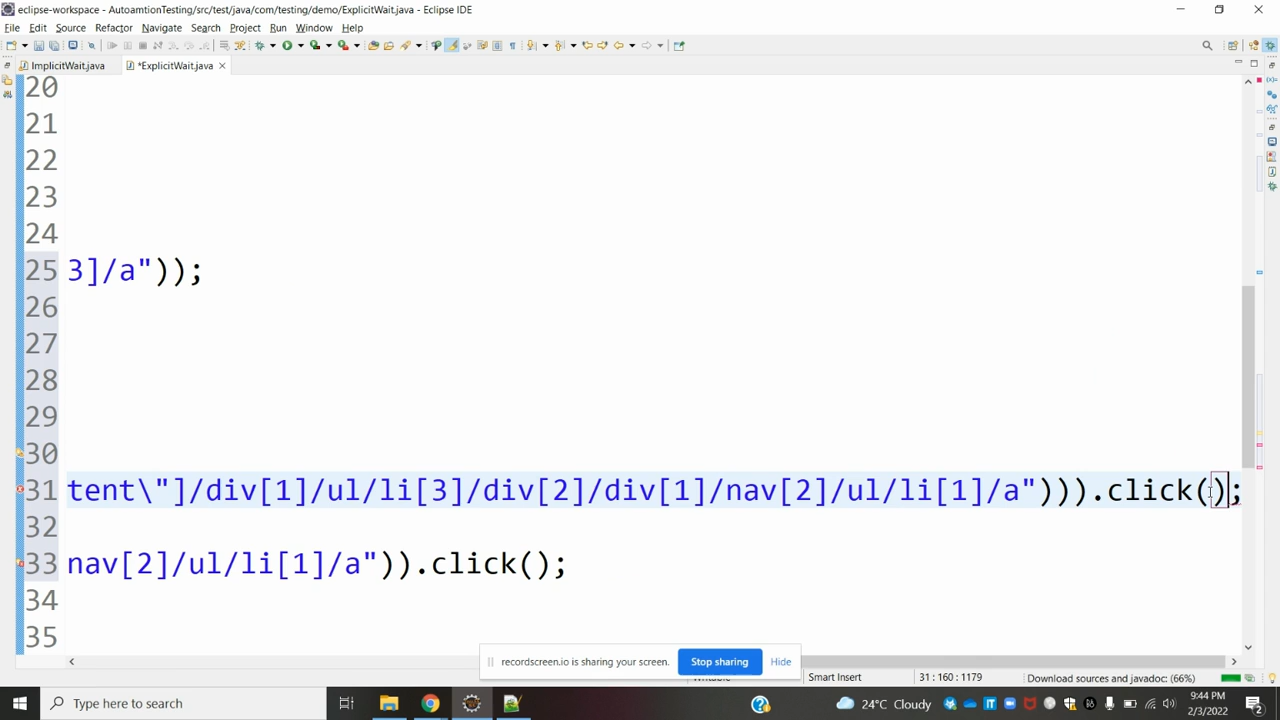 eclipse-workspace - AutoamtionTesting/src/test/java/com/testing/demo/ExplicitWait.java - Eclipse IDE
File Edit Source Refactor Navigate Search Project Run Window Help
ImplicitWait.java *ExplicitWait.java
20
21
22
23
24
25 3]/a"));
26
27
28
29
30
31 tent\"]/div[1]/ul/li[3]/div[2]/div[1]/nav[2]/ul/li[1]/a"))).click();
32
33 nav[2]/ul/li[1]/a")).click();
34
35
recordscreen.io is sharing your screen. Stop sharing Hide
Smart Insert 31 : 160 : 1179 Download sources and javadoc: (66%)
Type here to search 24°C Cloudy 9:44 PM
2/3/2022